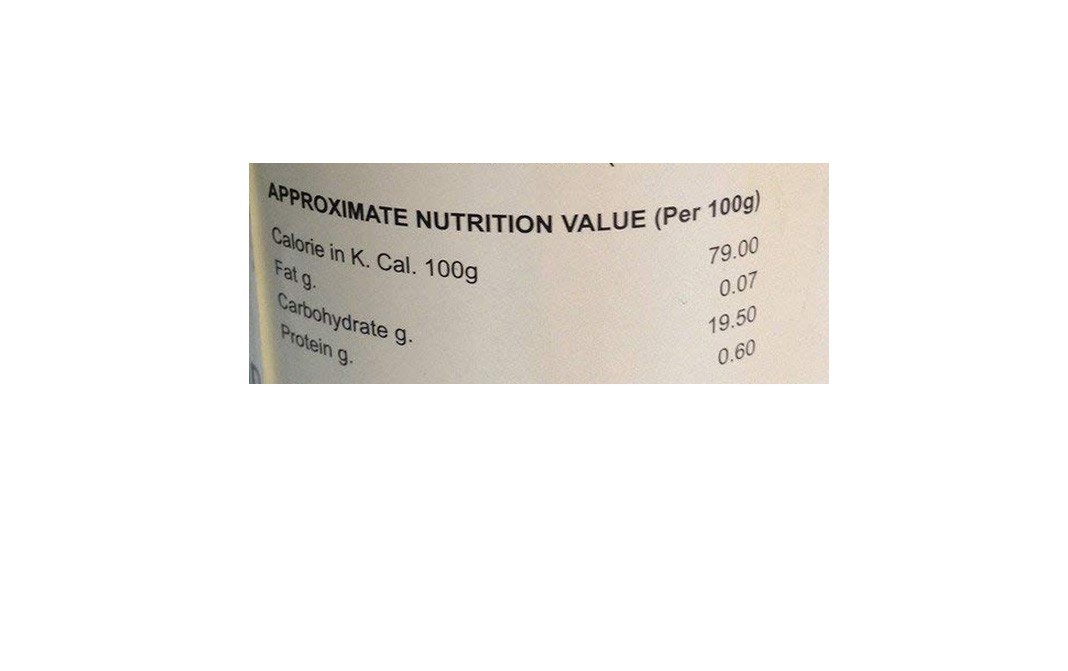 APPROXIMATE NUTRITION VALUE (Per 100g)
Calorie in K. Cal. 100g 79.00
Fat g. 0.07
Carbohydrate g. 19.50
Protein g. 0.60